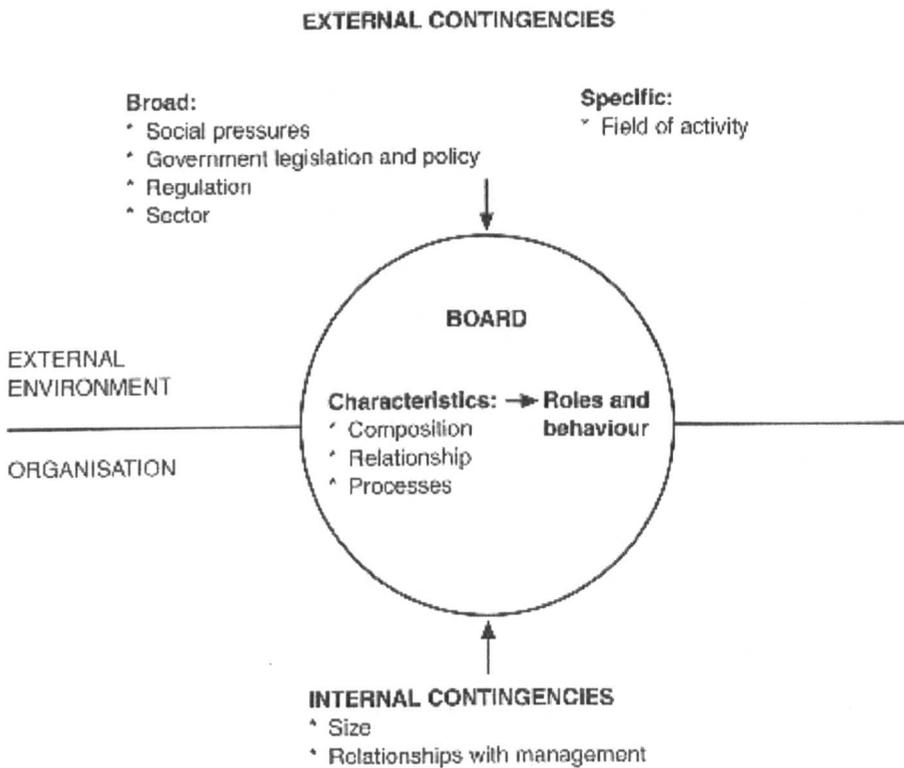 EXTERNAL CONTINGENCIES
Broad:
* Social pressures
* Government legislation and policy
* Regulation
* Sector
Specific:
* Field of activity
BOARD
EXTERNAL
ENVIRONMENT
Characteristics: → Roles and
behaviour
* Composition
* Relationship
* Processes
ORGANISATION
INTERNAL CONTINGENCIES
* Size
* Relationships with management